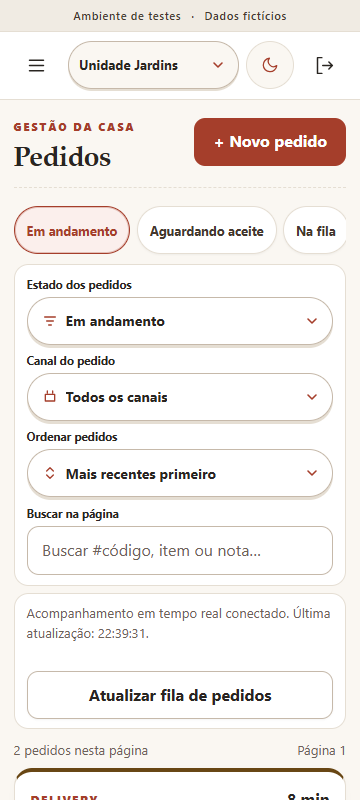 Ambiente de testes · Dados fictícios
Unidade Jardins
GESTÃO DA CASA
Pedidos
+ Novo pedido
Em andamento
Aguardando aceite
Na fila
Estado dos pedidos
Em andamento
Canal do pedido
Todos os canais
Ordenar pedidos
Mais recentes primeiro
Buscar na página
Buscar #código, item ou nota...
Acompanhamento em tempo real conectado. Última
atualização: 22:39:31.
Atualizar fila de pedidos
2 pedidos nesta página
Página 1
DELIVERY
8 min